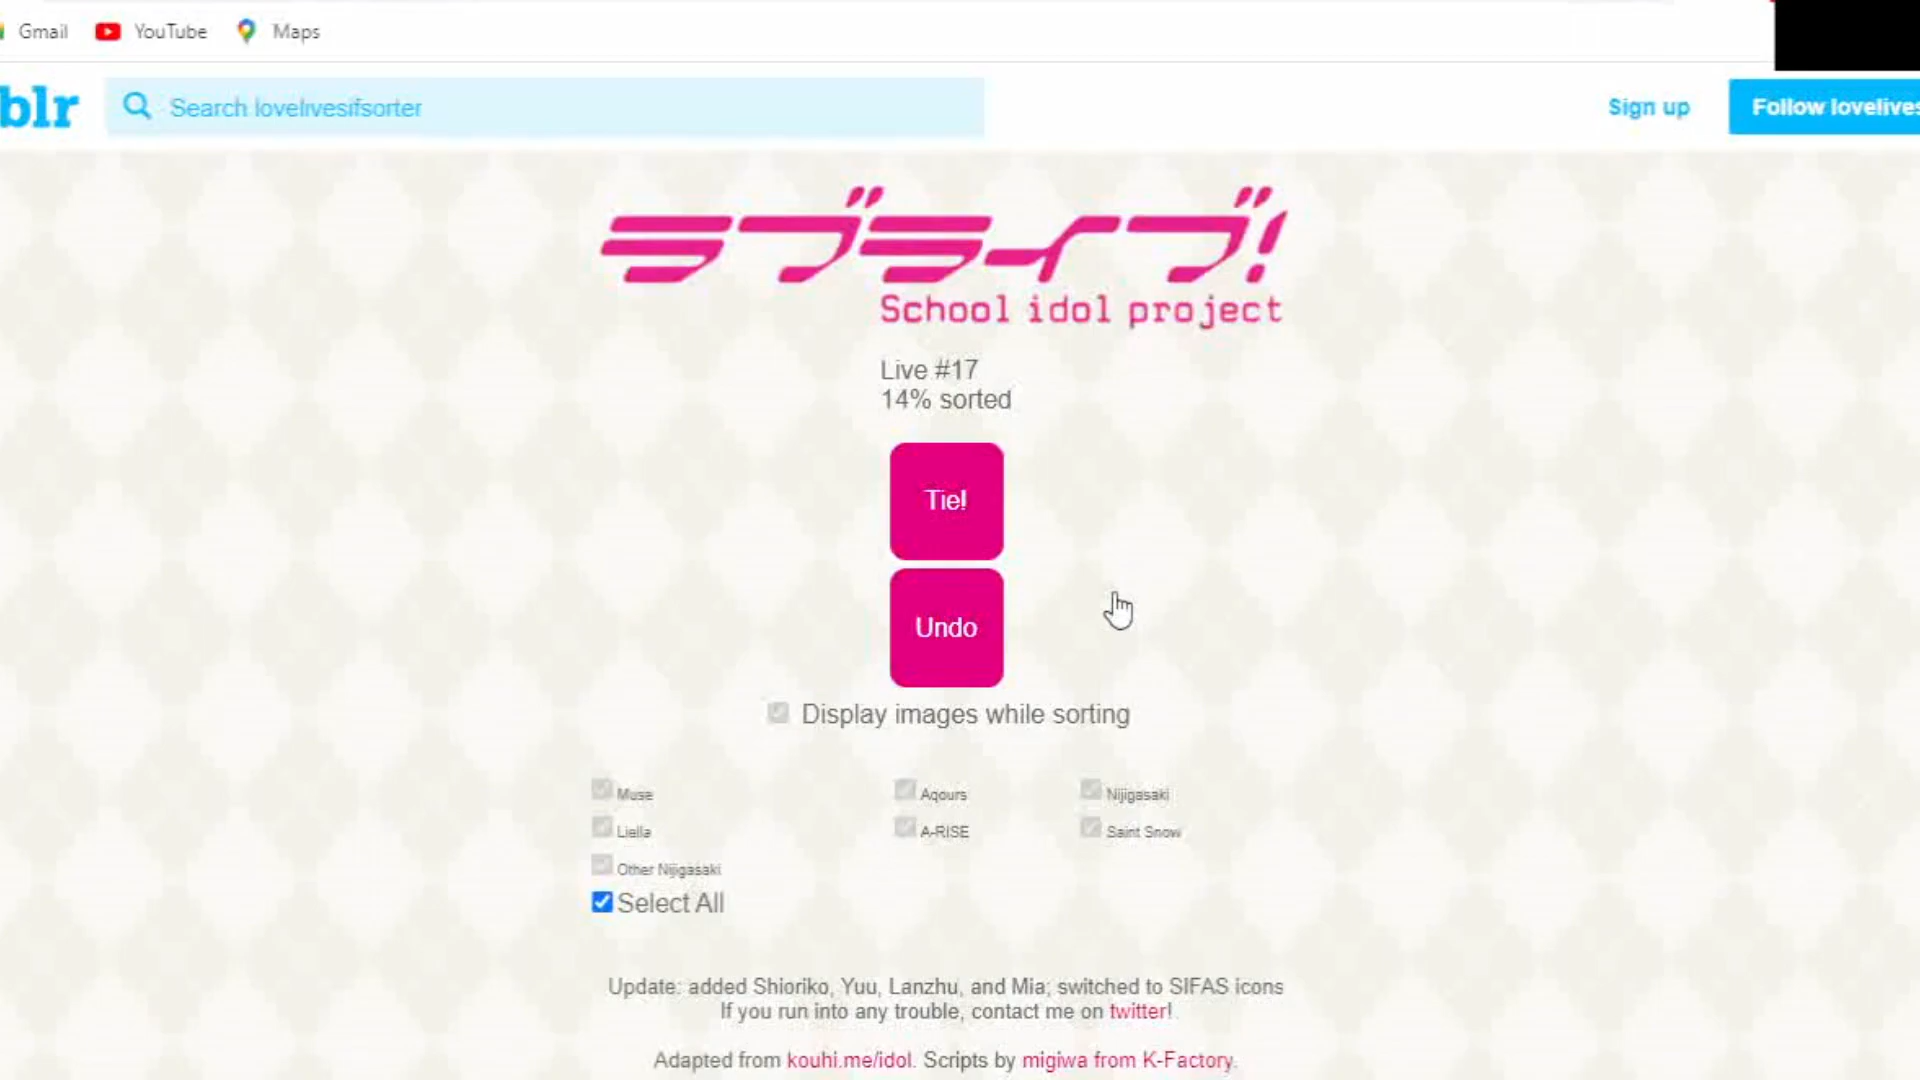 Gmail YouTube Maps
blr Search lovelivesifsorter Sign up Follow lovelives
ラブライブ!
School idol project
Live #17
14% sorted
Tie!
Undo
Display images while sorting
Muse Aqours Nijigasaki
Liella A-RISE Saint Snow
Other Nijigasaki
Select All
Update: added Shioriko, Yuu, Lanzhu, and Mia; switched to SIFAS icons
If you run into any trouble, contact me on twitter!
Adapted from kouhi.me/idol. Scripts by migiwa from K-Factory.